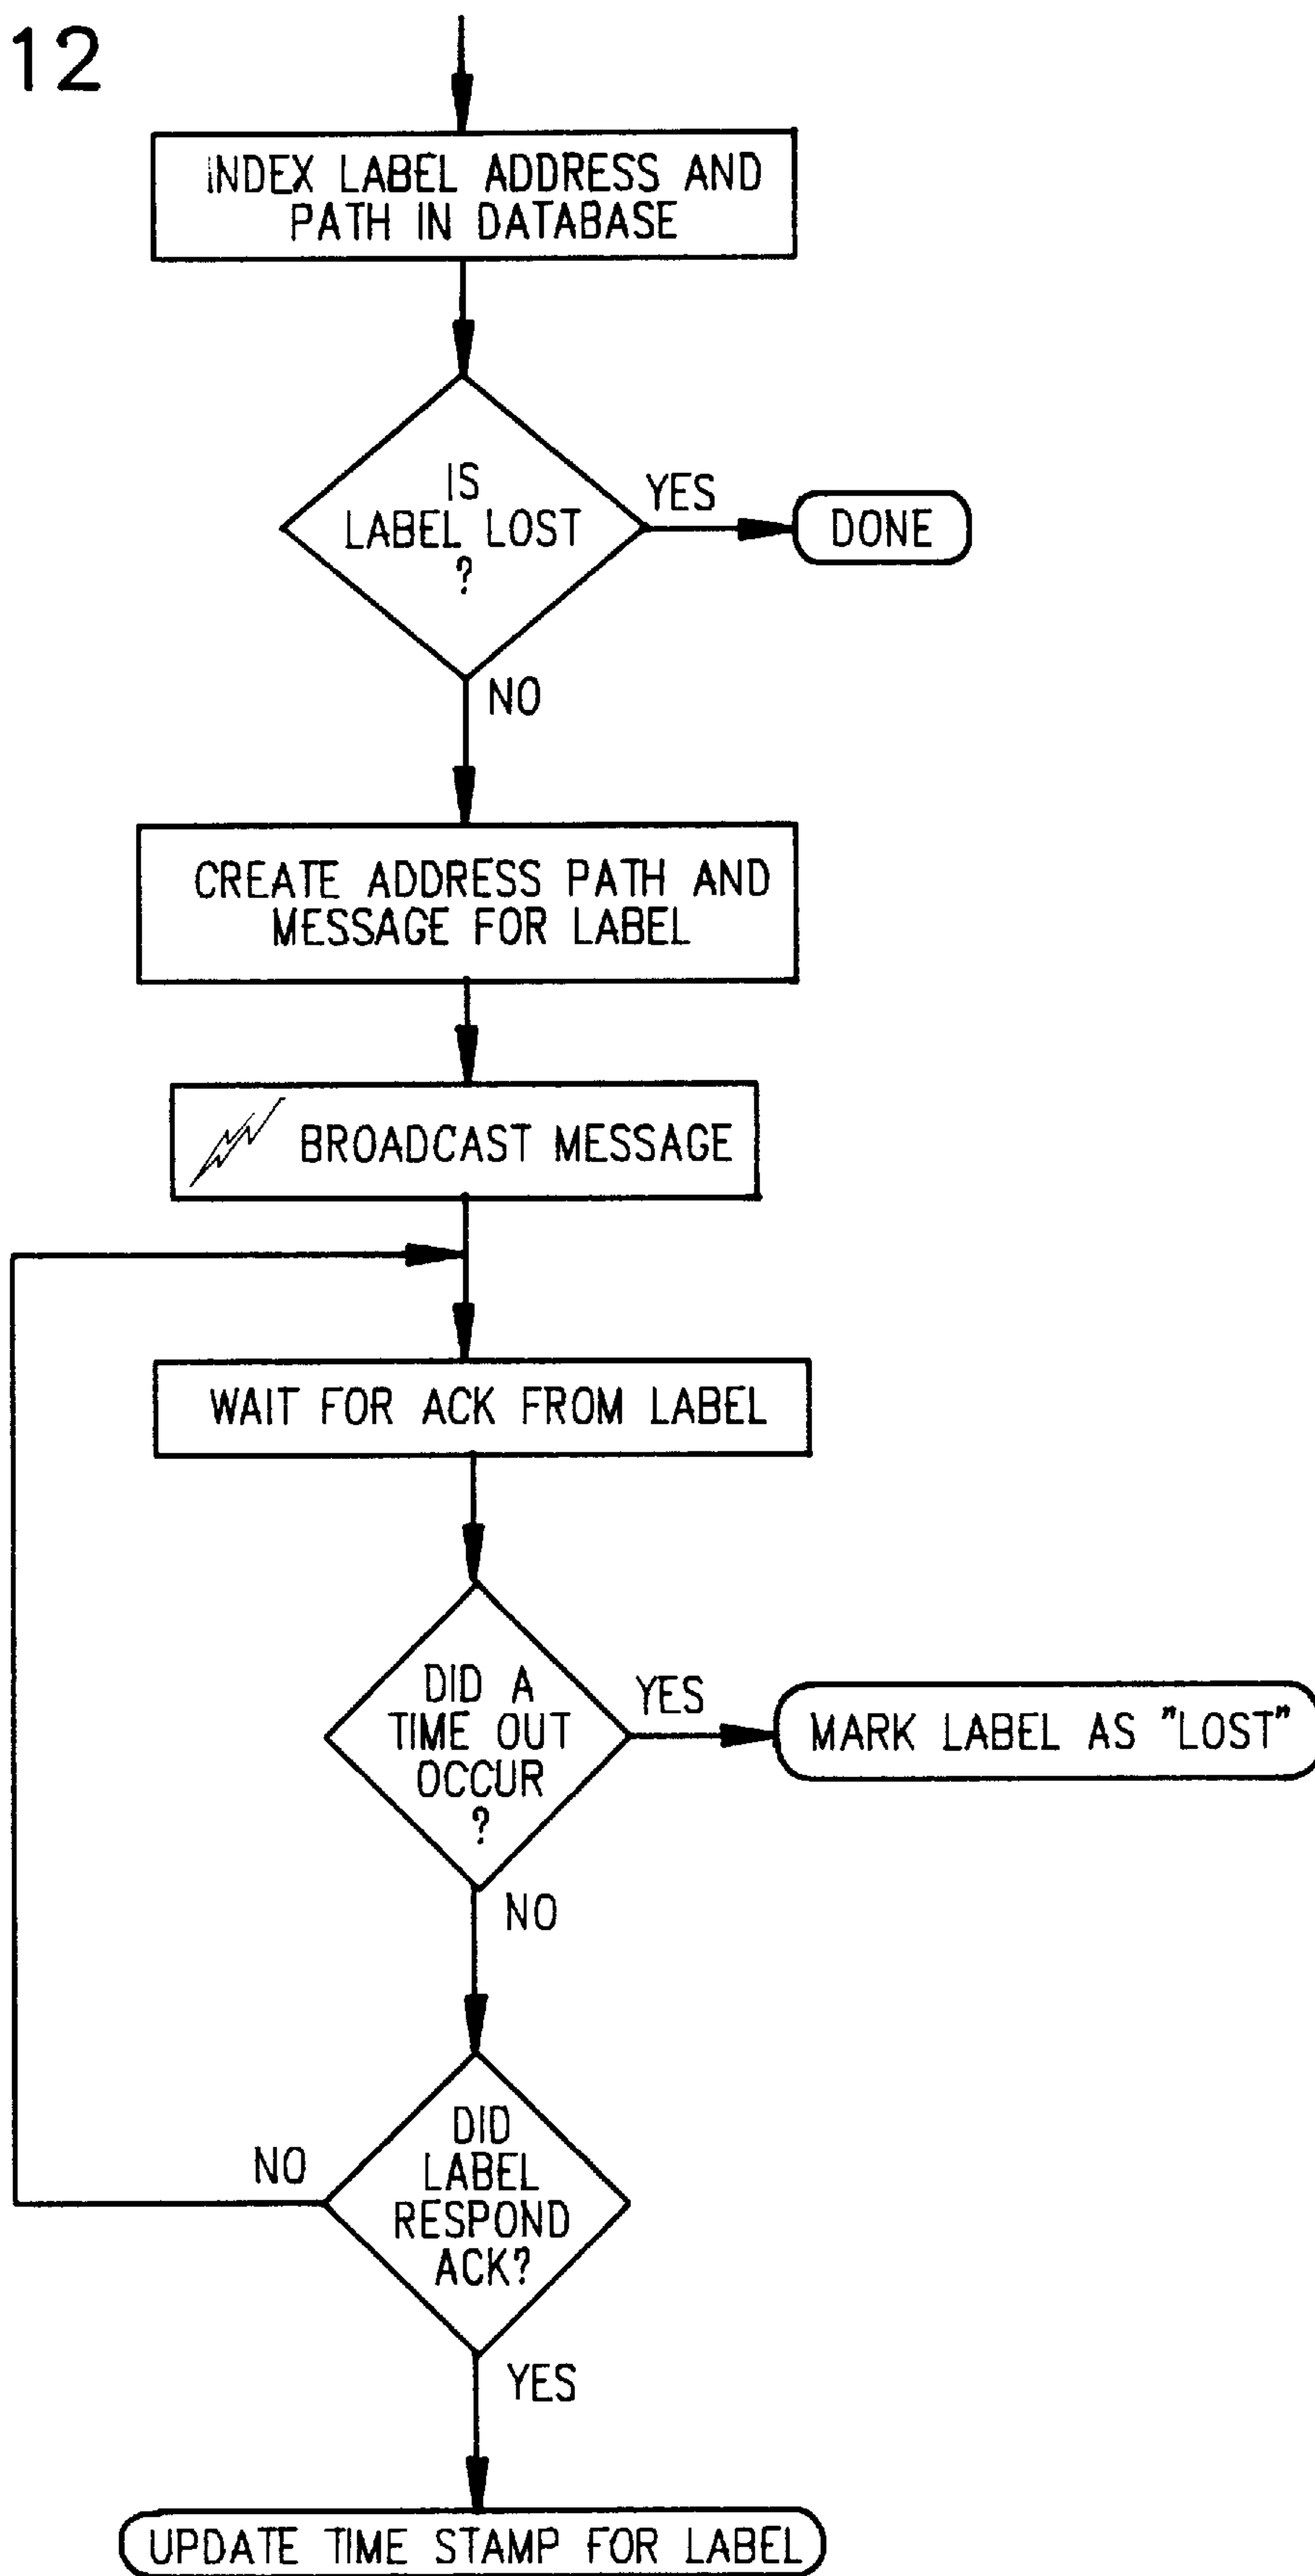 12
INDEX LABEL ADDRESS AND
PATH IN DATABASE
IS
LABEL LOST
?
YES
DONE
NO
CREATE ADDRESS PATH AND
MESSAGE FOR LABEL
BROADCAST MESSAGE
WAIT FOR ACK FROM LABEL
DID A
TIME OUT
OCCUR
?
YES
MARK LABEL AS "LOST"
NO
DID
LABEL
RESPOND
ACK?
NO
YES
UPDATE TIME STAMP FOR LABEL